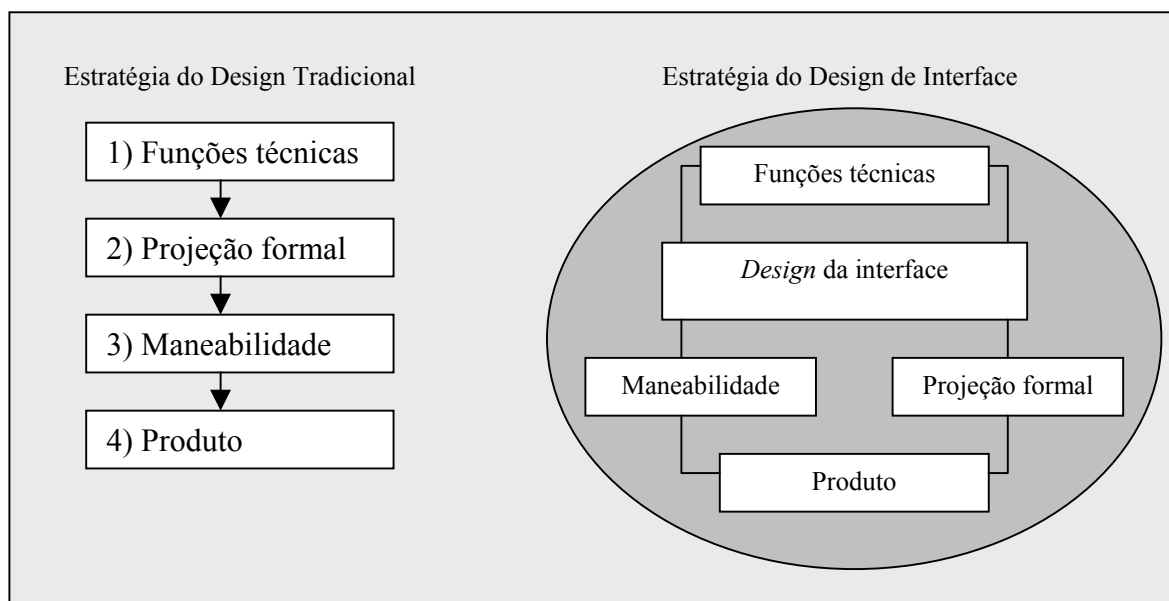 Estratégia do Design Tradicional
1) Funções técnicas
2) Projeção formal
3) Maneabilidade
4) Produto
Estratégia do Design de Interface
Funções técnicas
Design da interface
Maneabilidade
Projeção formal
Produto